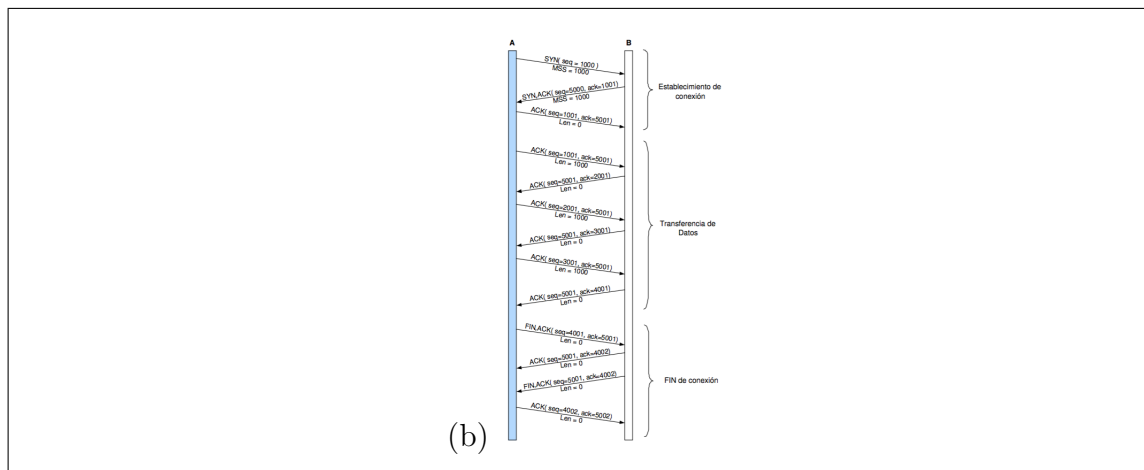 A
B
SYN( seq = 1000 )
MSS = 1000
SYN,ACK( seq=5000, ack=1001)
MSS = 1000
ACK( seq=1001, ack=5001)
Len = 0
Establecimiento de
conexión
ACK( seq=1001, ack=5001)
Len = 1000
ACK( seq=5001, ack=2001)
Len = 0
ACK( seq=2001, ack=5001)
Len = 1000
ACK( seq=5001, ack=3001)
Len = 0
ACK( seq=3001, ack=5001)
Len = 1000
ACK( seq=5001, ack=4001)
Len = 0
Transferencia de
Datos
FIN,ACK( seq=4001, ack=5001)
Len = 0
ACK( seq=5001, ack=4002)
Len = 0
FIN,ACK( seq=5001, ack=4002)
Len = 0
ACK( seq=4002, ack=5002)
Len = 0
FIN de conexión
(b)